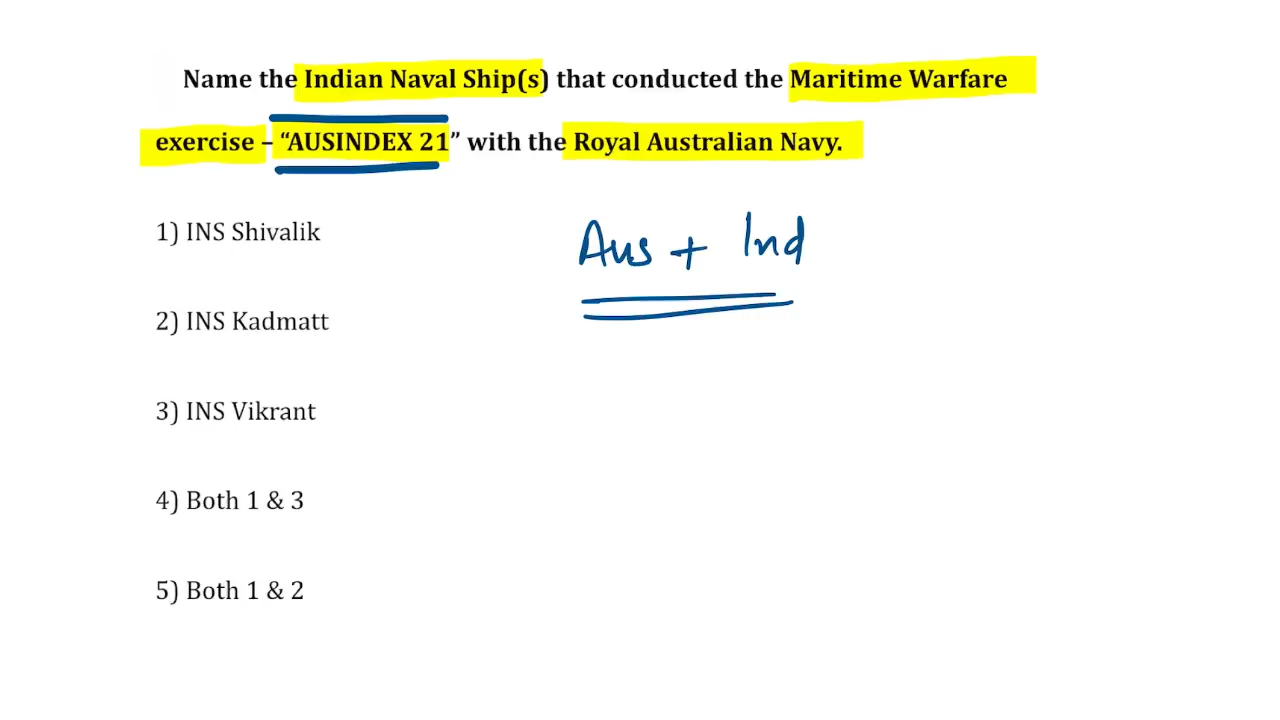 Name the Indian Naval Ship(s) that conducted the Maritime Warfare
exercise – “AUSINDEX 21” with the Royal Australian Navy.
1) INS Shivalik
Aus + Ind
2) INS Kadmatt
3) INS Vikrant
4) Both 1 & 3
5) Both 1 & 2